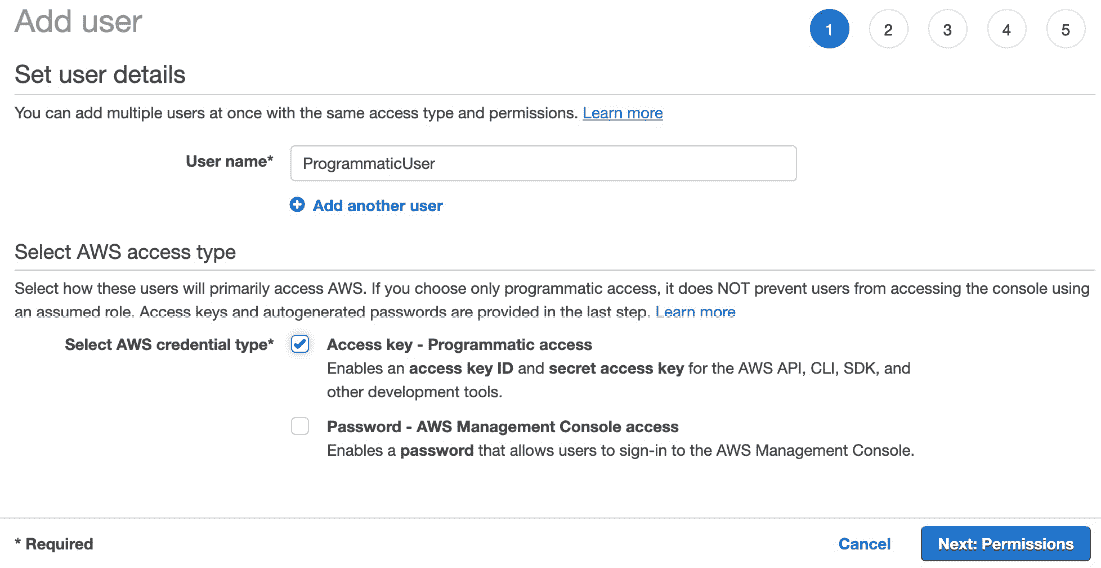 Add user
1 2 3 4 5
Set user details
You can add multiple users at once with the same access type and permissions. Learn more
User name* ProgrammaticUser
Add another user
Select AWS access type
Select how these users will primarily access AWS. If you choose only programmatic access, it does NOT prevent users from accessing the console using
an assumed role. Access keys and autogenerated passwords are provided in the last step. Learn more
Select AWS credential type* Access key - Programmatic access
Enables an access key ID and secret access key for the AWS API, CLI, SDK, and
other development tools.
Password - AWS Management Console access
Enables a password that allows users to sign-in to the AWS Management Console.
* Required Cancel Next: Permissions